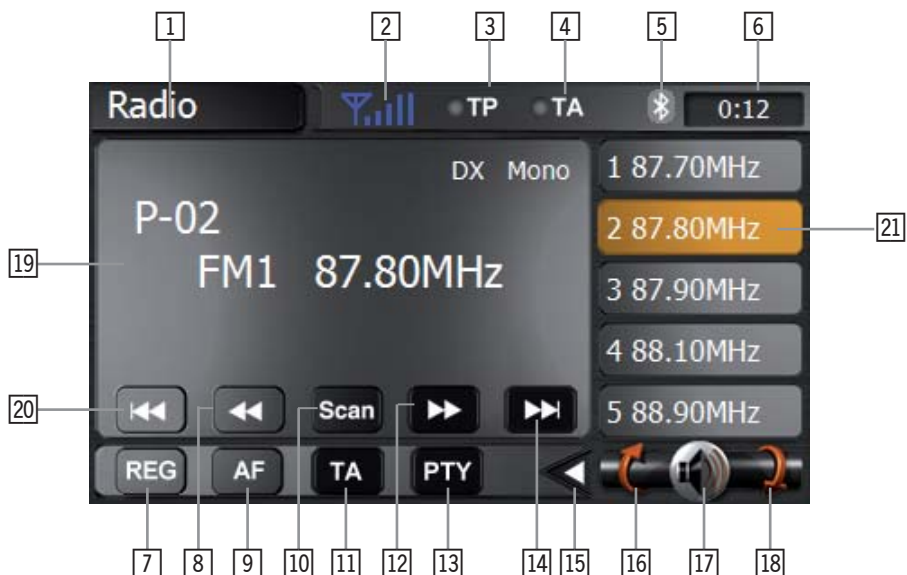 1 2 3 4 5 6
Radio TP TA 0:12
DX Mono
P-02
FM1 87.80MHz
1 87.70MHz
2 87.80MHz
3 87.90MHz
4 88.10MHz
5 88.90MHz
19
21
20
Scan
REG AF TA PTY
7 8 9 10 11 12 13 14 15 16 17 18